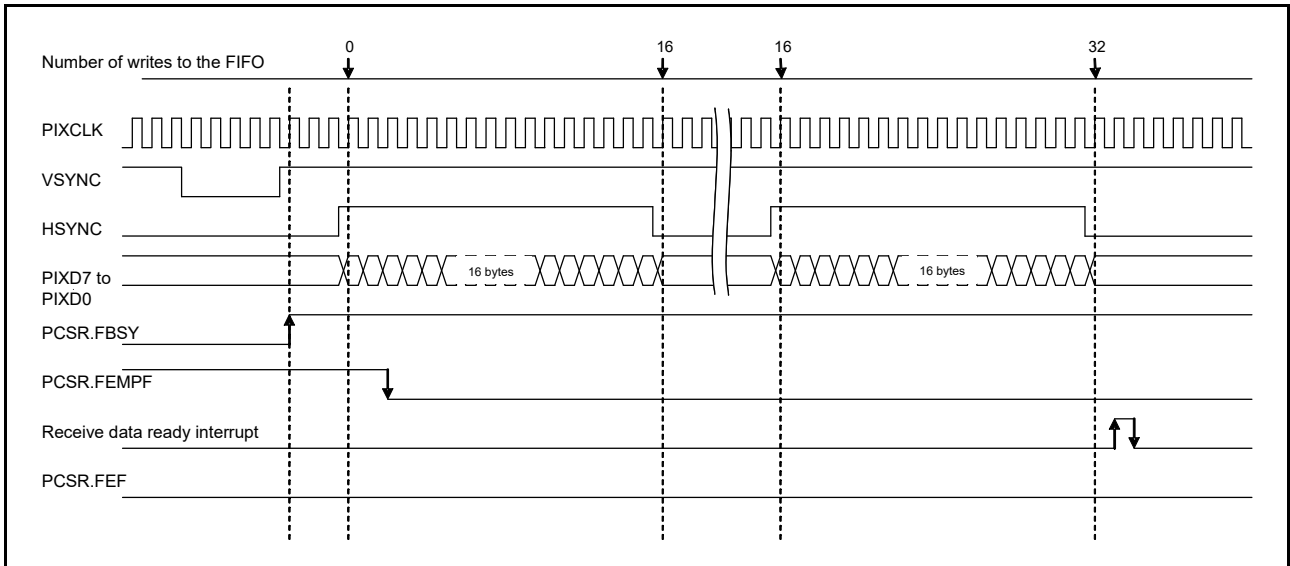 0 16 16 32
Number of writes to the FIFO
PIXCLK
VSYNC
HSYNC
PIXD7 to
PIXD0
16 bytes 16 bytes
PCSR.FBSY
PCSR.FEMPF
Receive data ready interrupt
PCSR.FEF